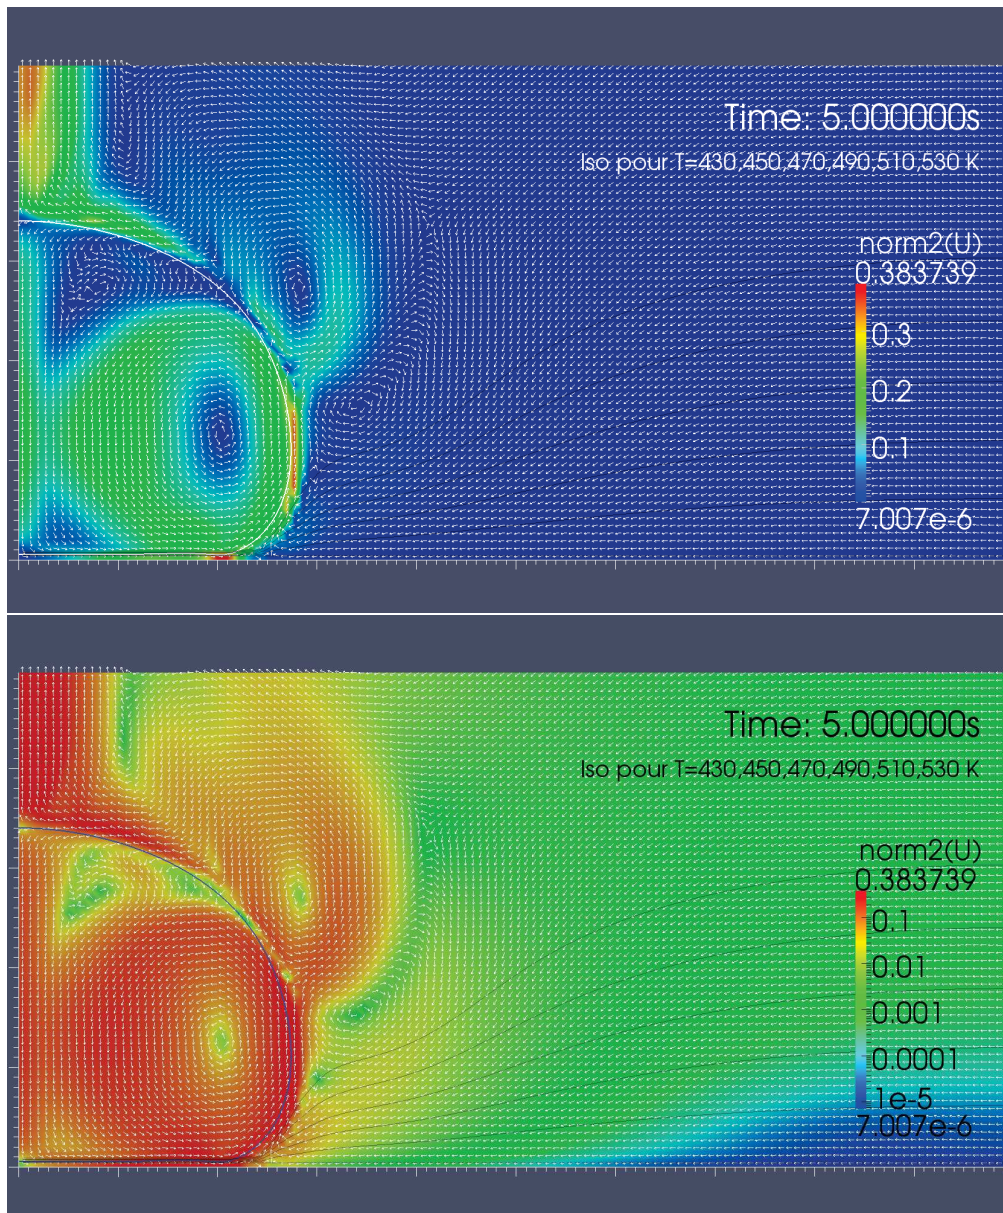 Time: 5.000000s
Iso pour T=430,450,470,490,510,530 K
norm2(U)
0.383739
0.3
0.2
0.1
7.007e-6
Time: 5.000000s
Iso pour T=430,450,470,490,510,530 K
norm2(U)
0.383739
0.1
0.01
0.001
0.0001
1e-5
7.007e-6